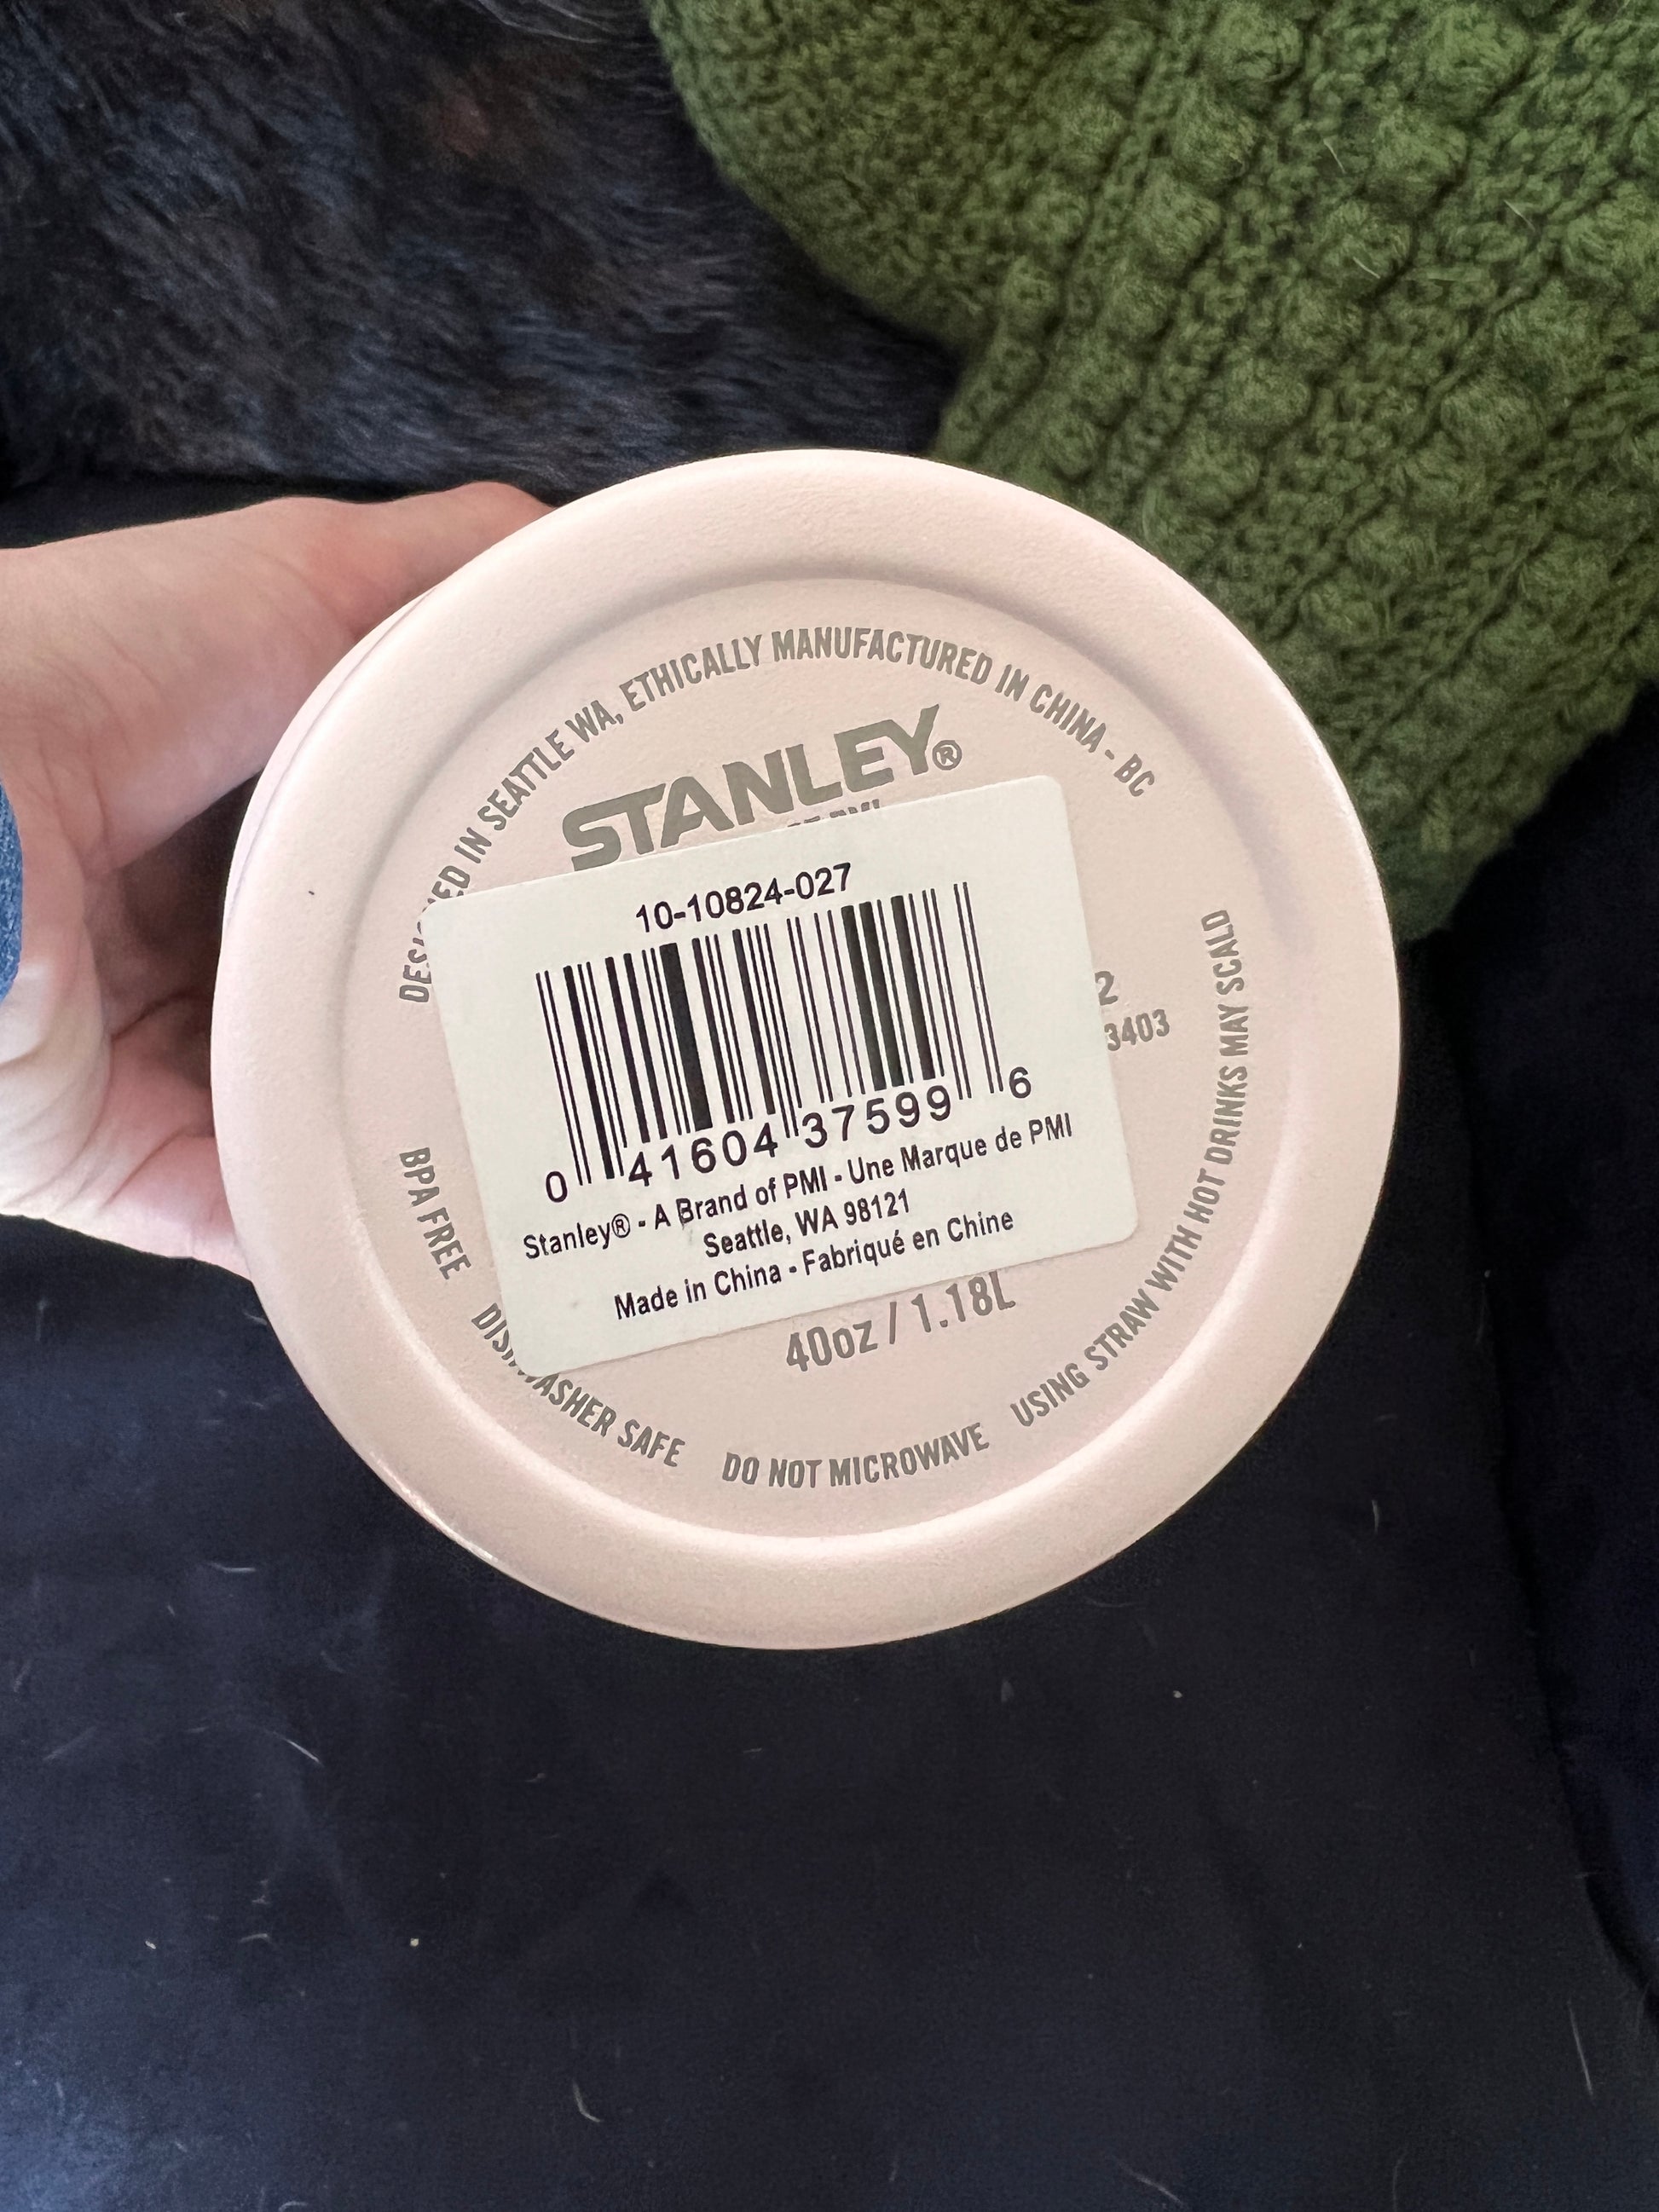 DESIGNED IN SEATTLE WA, ETHICALLY MANUFACTURED IN CHINA - BC
STANLEY®
10-10824-027
0 41604 37599 6
Stanley® - A Brand of PMI - Une Marque de PMI
Seattle, WA 98121
Made in China - Fabriqué en Chine
2
3403
40oz / 1.18L
BPA FREE
DISHWASHER SAFE
DO NOT MICROWAVE
USING STRAW WITH HOT DRINKS MAY SCALD